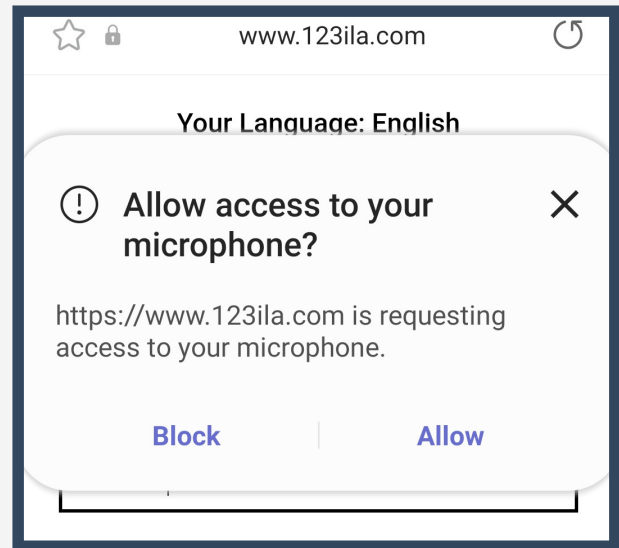 www.123ila.com
Your Language: English
Allow access to your
microphone?
https://www.123ila.com is requesting
access to your microphone.
Block
Allow